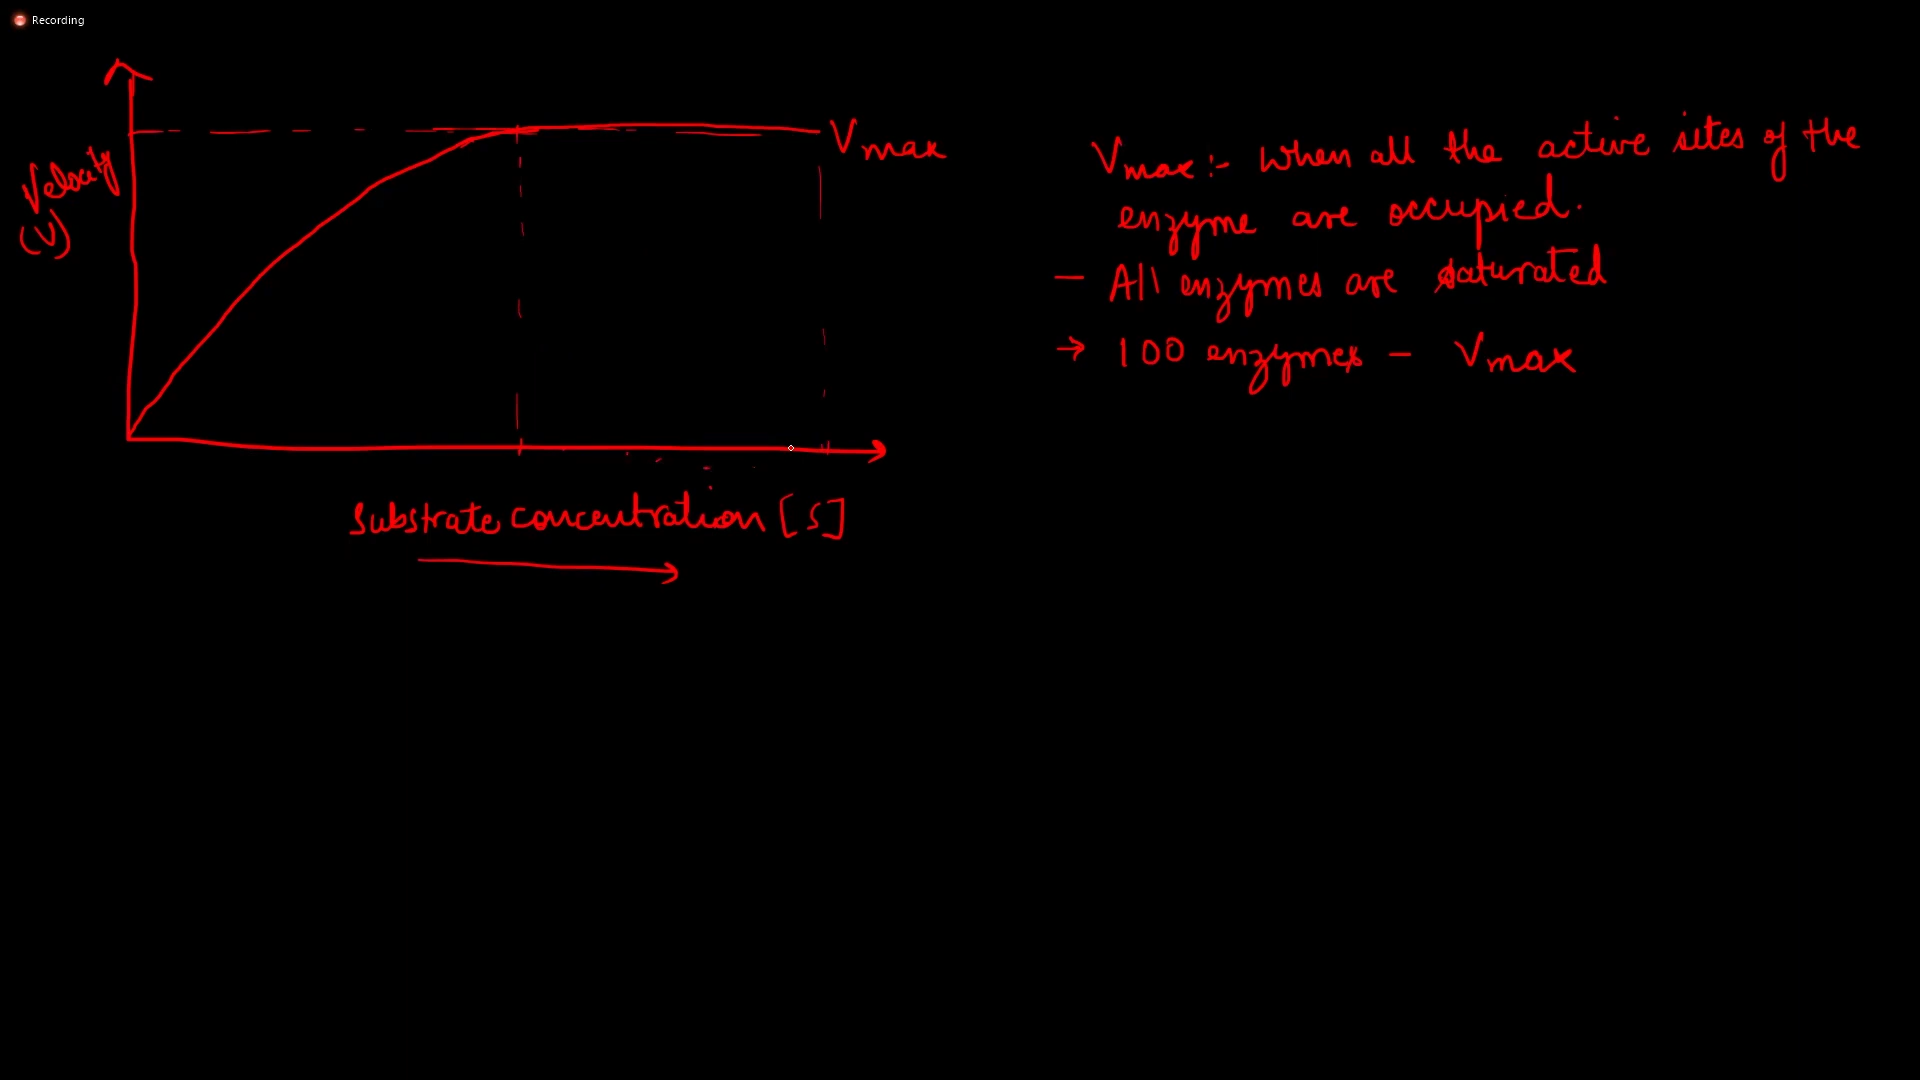 Recording
Velocity
(V)
Vmax
Substrate concentration [S]
Vmax :- When all the active sites of the
enzyme are occupied.
- All enzymes are saturated
→ 100 enzymes - Vmax